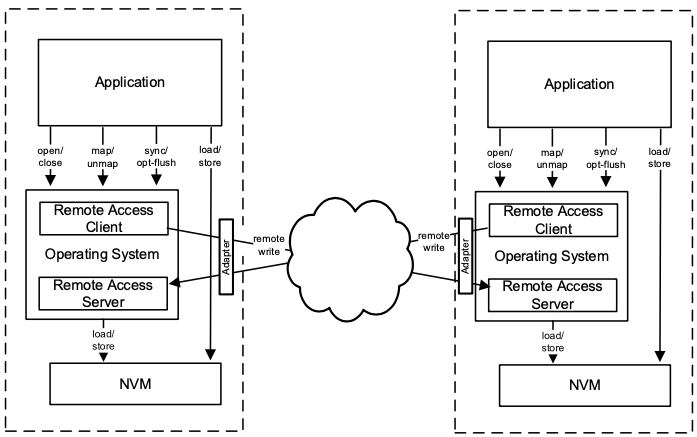 Application
open/
close
map/
unmap
sync/
opt-flush
load/
store
Remote Access
Client
Operating System
Remote Access
Server
Adapter
remote
write
load/
store
NVM
Application
open/
close
map/
unmap
sync/
opt-flush
load/
store
Remote Access
Client
Operating System
Remote Access
Server
Adapter
remote
write
load/
store
NVM